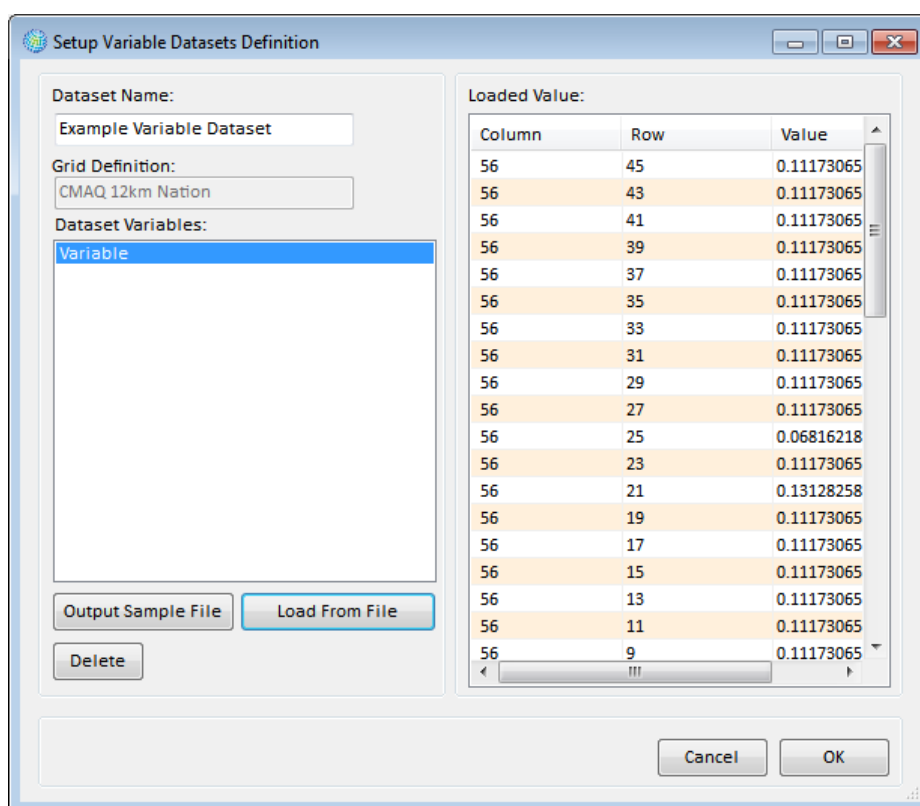 Setup Variable Datasets Definition
Dataset Name:
Example Variable Dataset
Grid Definition:
CMAQ 12km Nation
Dataset Variables:
Variable
Output Sample File Load From File
Delete
Loaded Value:
Column Row Value
56 45 0.11173065
56 43 0.11173065
56 41 0.11173065
56 39 0.11173065
56 37 0.11173065
56 35 0.11173065
56 33 0.11173065
56 31 0.11173065
56 29 0.11173065
56 27 0.11173065
56 25 0.06816218
56 23 0.11173065
56 21 0.13128258
56 19 0.11173065
56 17 0.11173065
56 15 0.11173065
56 13 0.11173065
56 11 0.11173065
56 9 0.11173065
Cancel OK